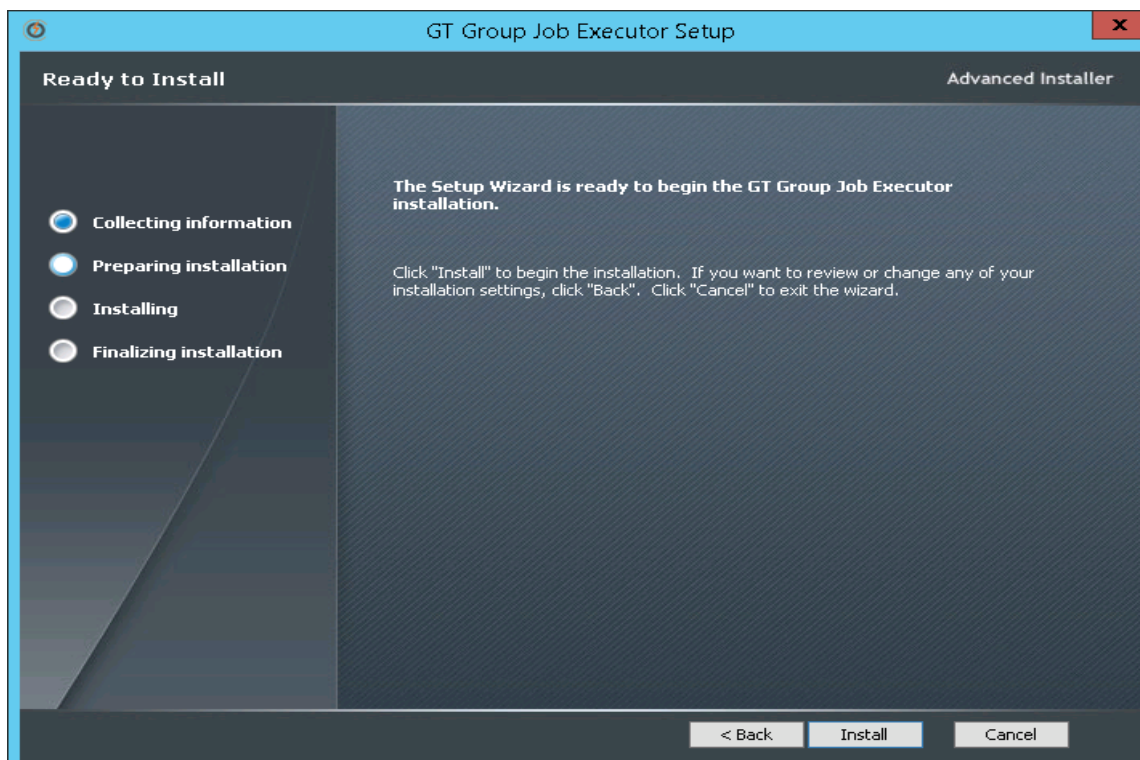 GT Group Job Executor Setup
Ready to Install
Advanced Installer
Collecting information
Preparing installation
Installing
Finalizing installation
The Setup Wizard is ready to begin the GT Group Job Executor
installation.
Click "Install" to begin the installation.  If you want to review or change any of your
installation settings, click "Back".  Click "Cancel" to exit the wizard.
< Back
Install
Cancel